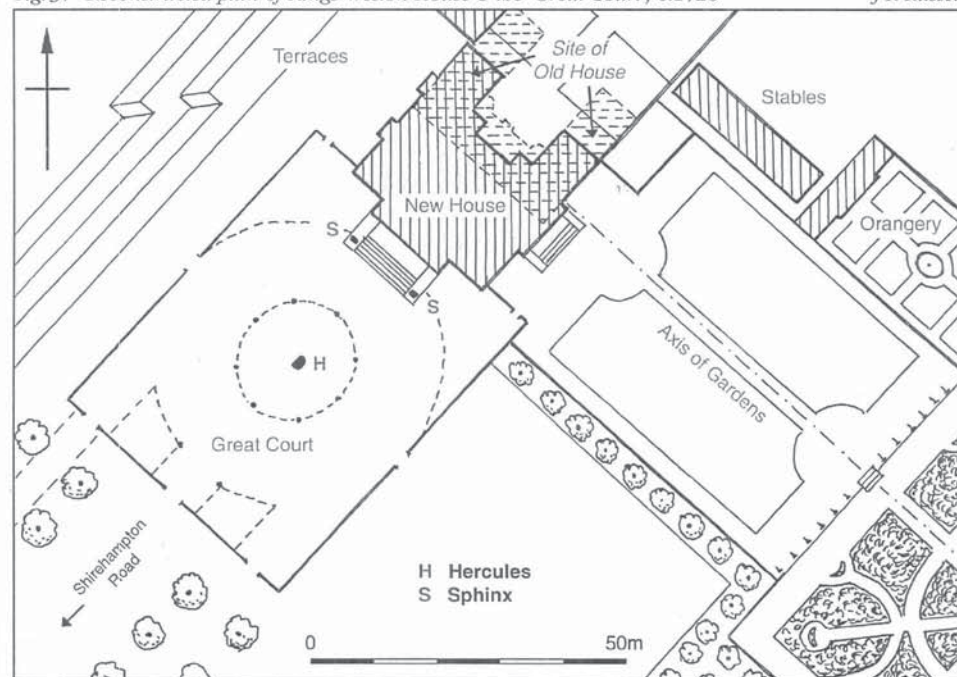 Terraces
Site of
Old House
Stables
New House
Orangery
S
S
H
Axis of Gardens
Great Court
Shirehampton
Road
H Hercules
S Sphinx
0 50m